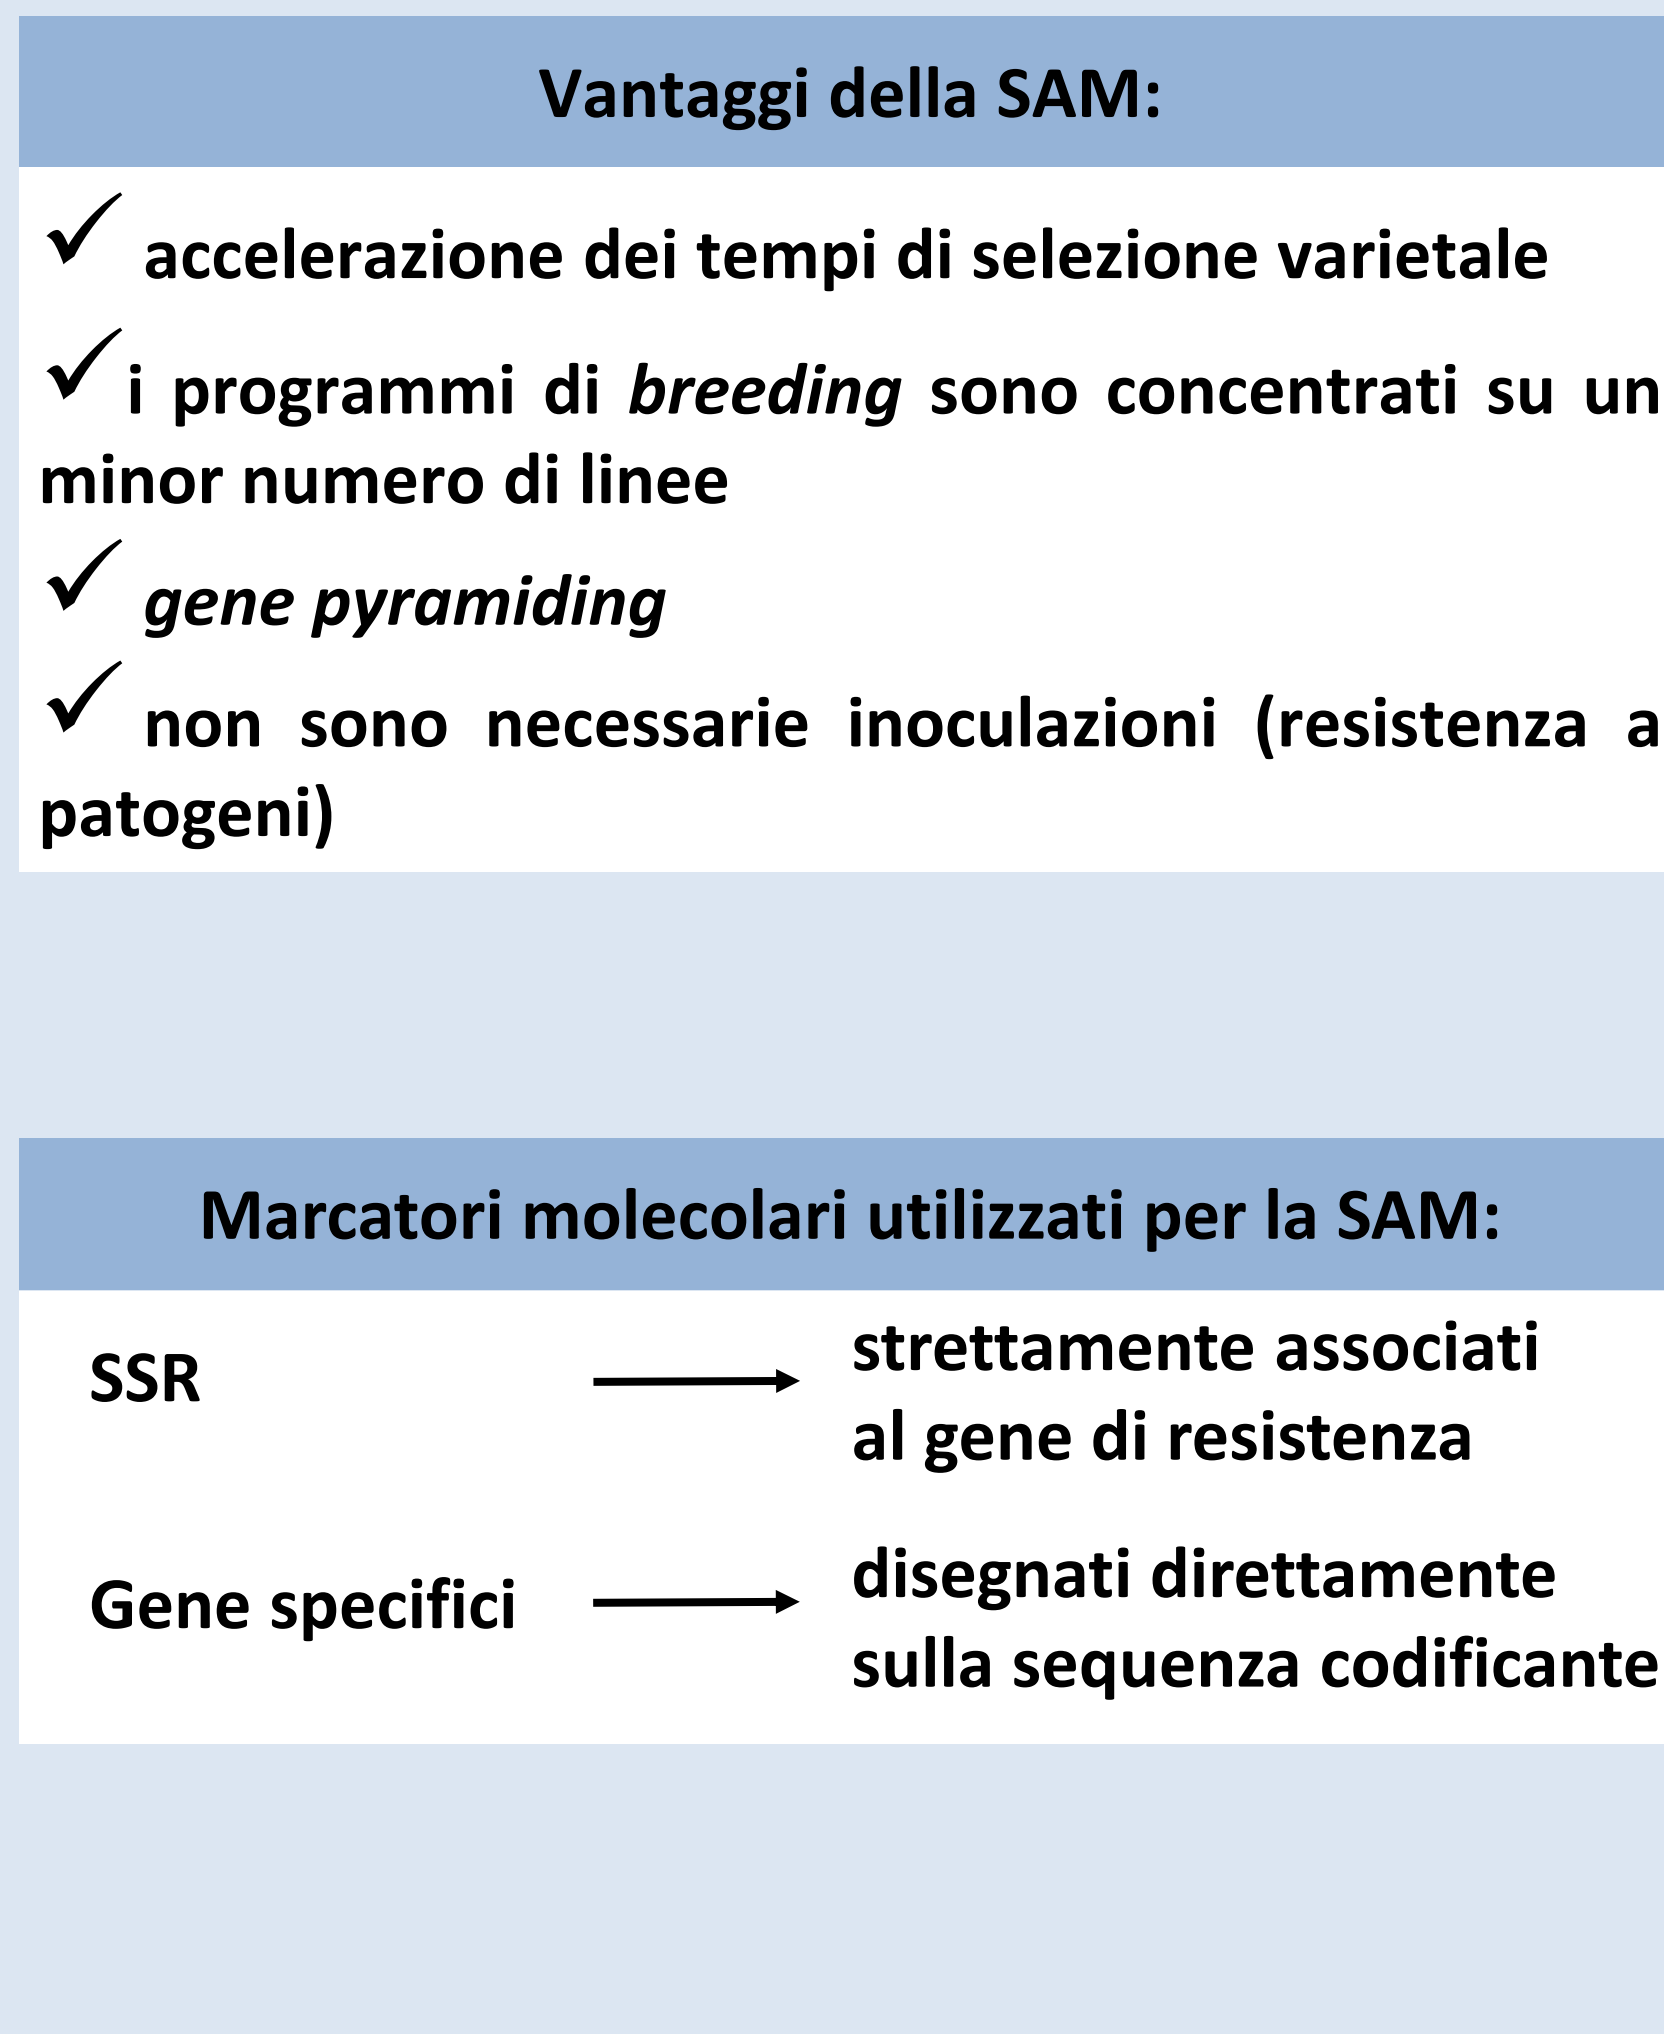 Vantaggi della SAM:
✓ accelerazione dei tempi di selezione varietale
✓ i programmi di breeding sono concentrati su un
minor numero di linee
✓ gene pyramiding
✓ non sono necessarie inoculazioni (resistenza a
patogeni)
Marcatori molecolari utilizzati per la SAM:
SSR → strettamente associati
al gene di resistenza
Gene specifici → disegnati direttamente
sulla sequenza codificante